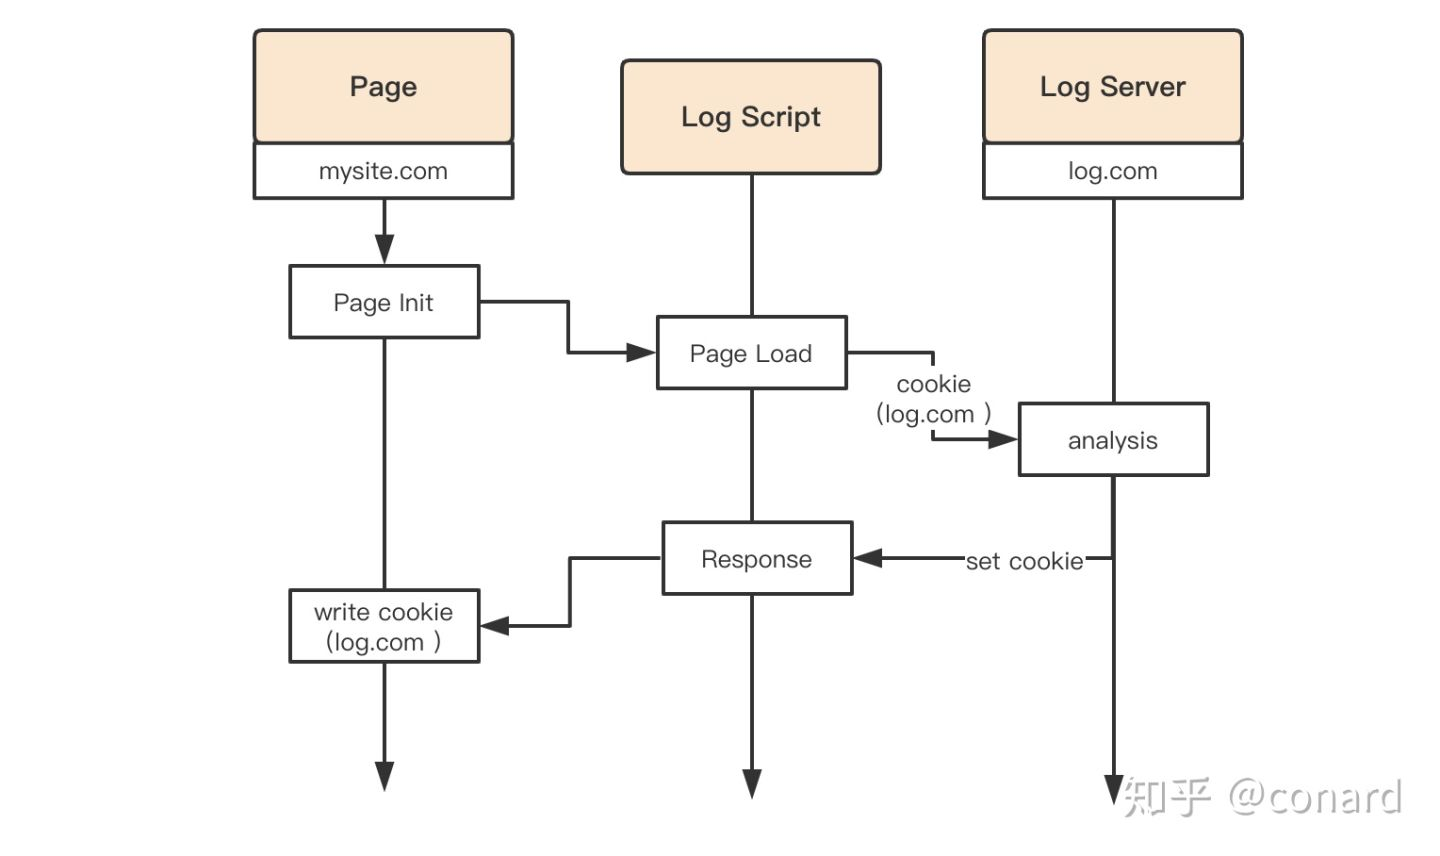 Page
mysite.com
Log Script
Log Server
log.com
Page Init
Page Load
cookie
(log.com )
analysis
Response
set cookie
write cookie
(log.com )
知乎 @conard